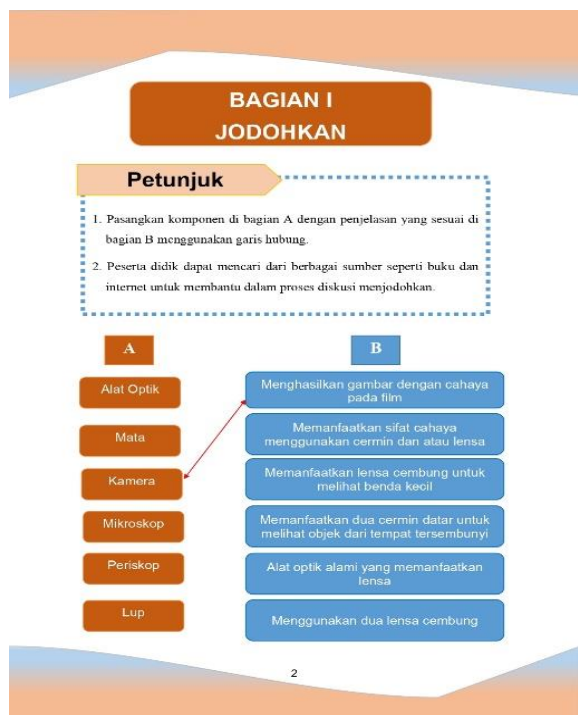 BAGIAN I
JODOHKAN
Petunjuk
1. Pasangkan komponen di bagian A dengan penjelasan yang sesuai di
bagian B menggunakan garis hubung.
2. Peserta didik dapat mencari dari berbagai sumber seperti buku dan
internet untuk membantu dalam proses diskusi menjodohkan.
A
B
Alat Optik
Menghasilkan gambar dengan cahaya
pada film
Mata
Memanfaatkan sifat cahaya
menggunakan cermin dan atau lensa
Kamera
Memanfaatkan lensa cembung untuk
melihat benda kecil
Mikroskop
Memanfaatkan dua cermin datar untuk
melihat objek dari tempat tersembunyi
Periskop
Alat optik alami yang memanfaatkan
lensa
Lup
Menggunakan dua lensa cembung
2